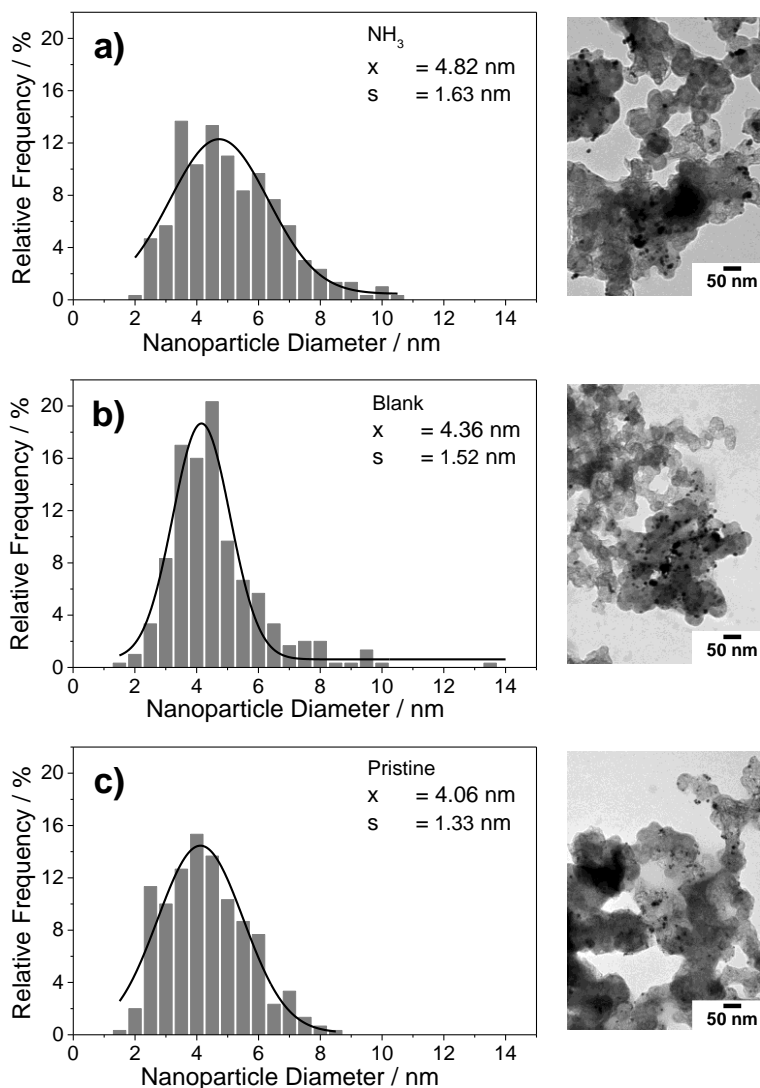 a)
NH3
x = 4.82 nm
s = 1.63 nm
Relative Frequency / %
20
16
12
8
4
0
0 2 4 6 8 10 12 14
Nanoparticle Diameter / nm
50 nm
b)
Blank
x = 4.36 nm
s = 1.52 nm
Relative Frequency / %
20
16
12
8
4
0
0 2 4 6 8 10 12 14
Nanoparticle Diameter / nm
50 nm
c)
Pristine
x = 4.06 nm
s = 1.33 nm
Relative Frequency / %
20
16
12
8
4
0
0 2 4 6 8 10 12 14
Nanoparticle Diameter / nm
50 nm